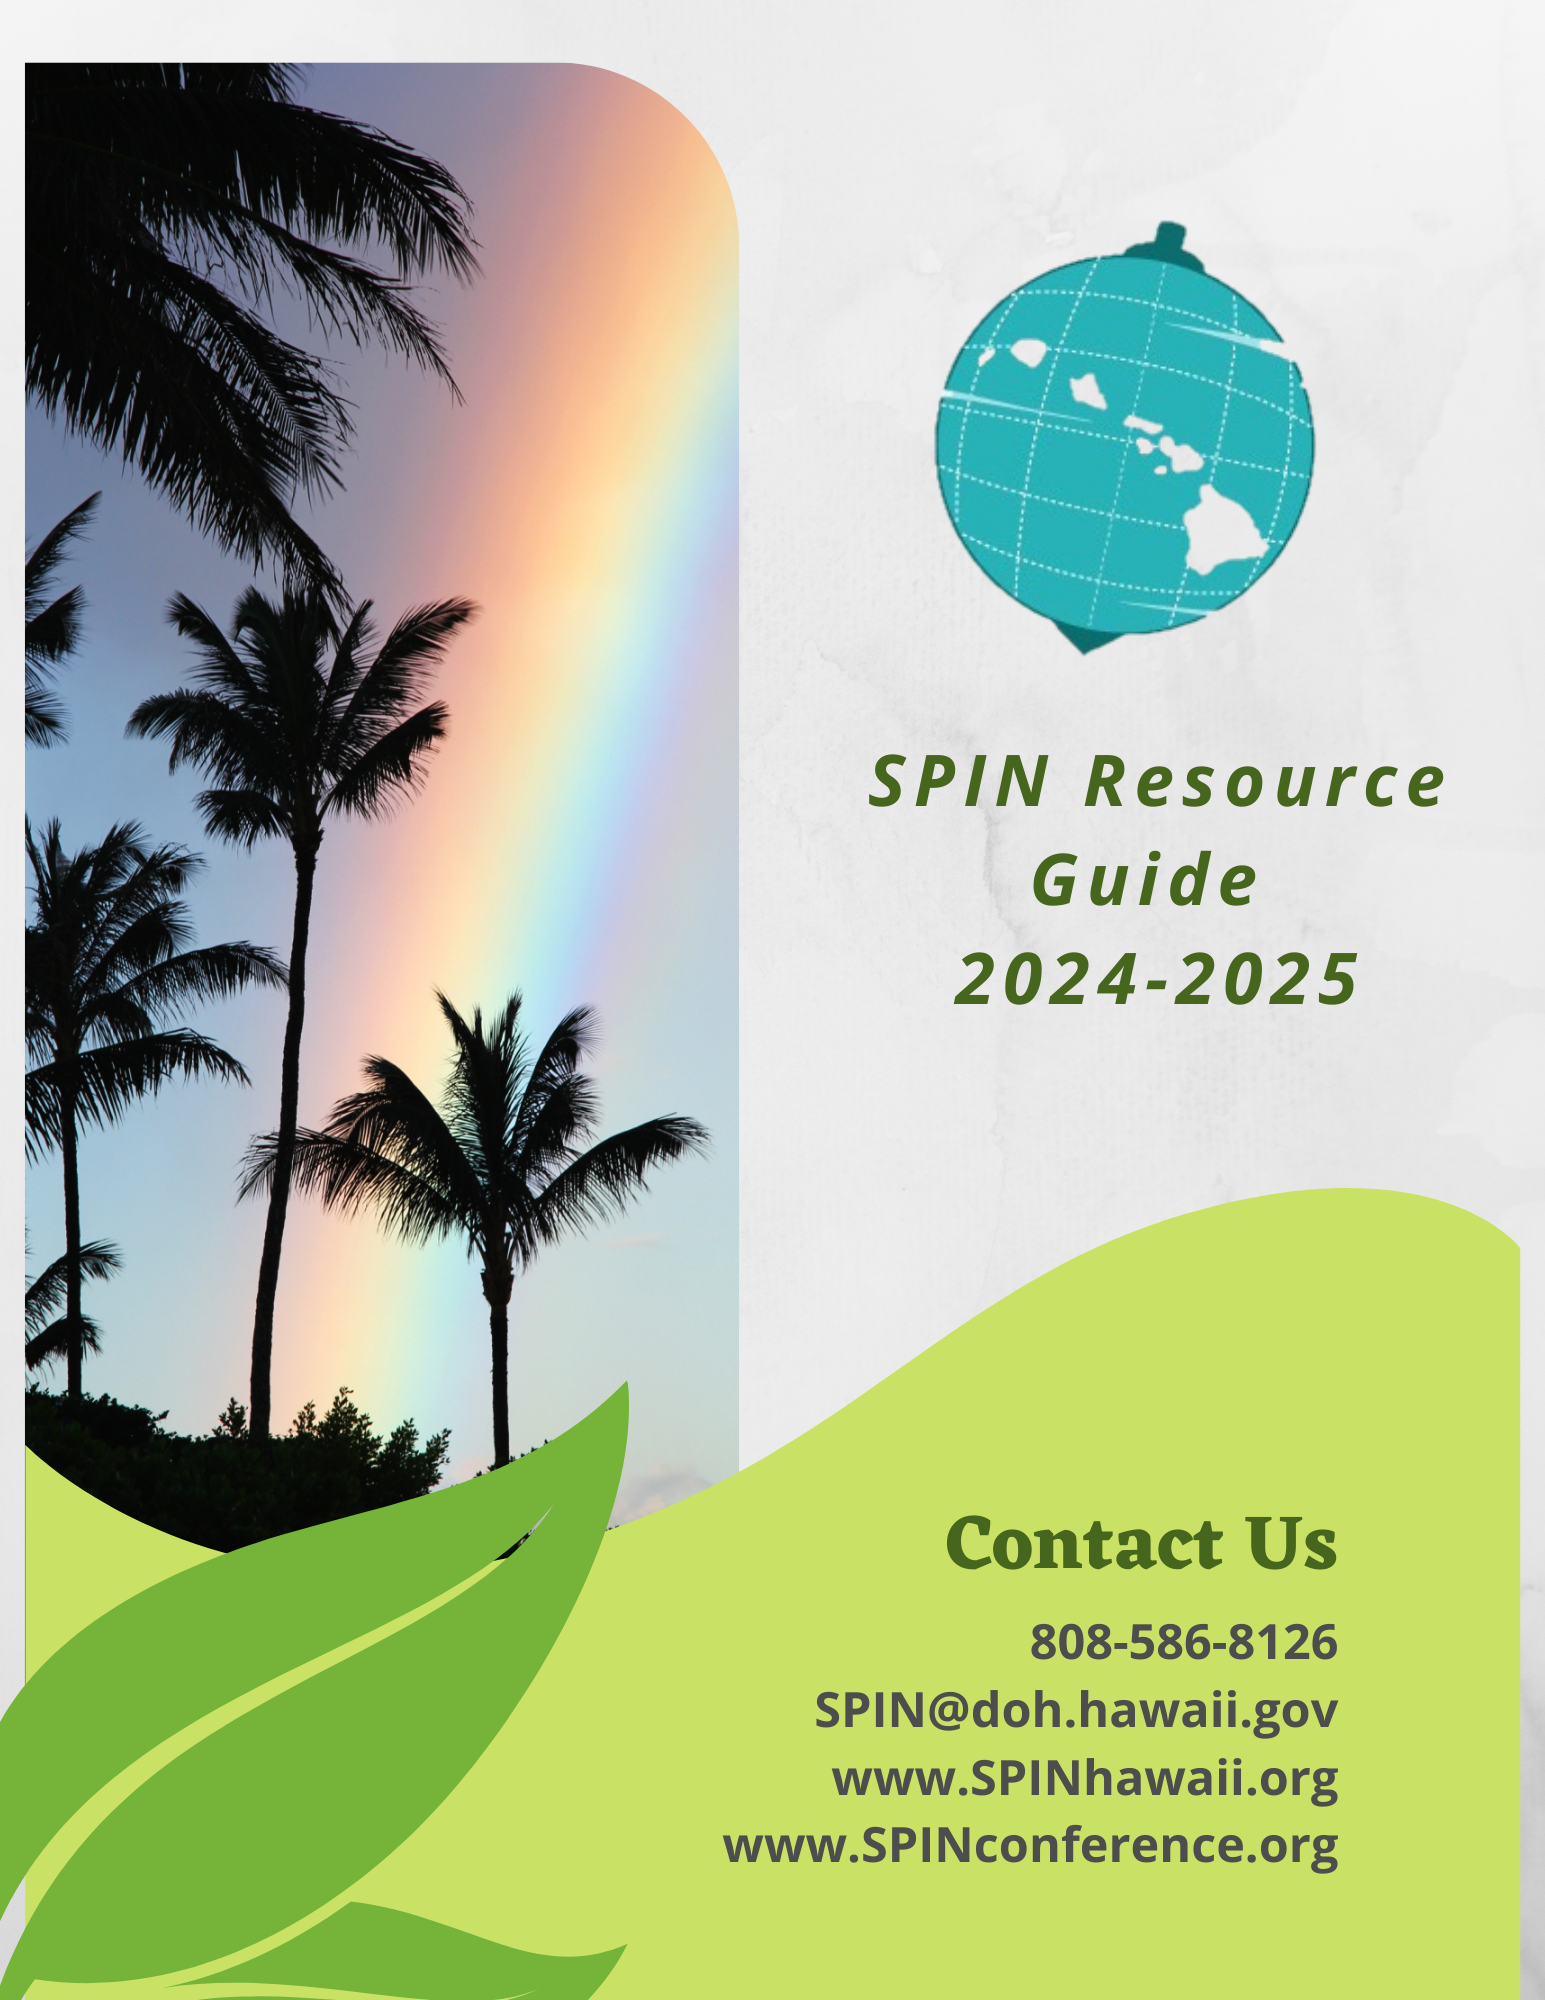 SPIN Resource
Guide
2024-2025
Contact Us
808-586-8126
SPIN@doh.hawaii.gov
www.SPINhawaii.org
www.SPINconference.org